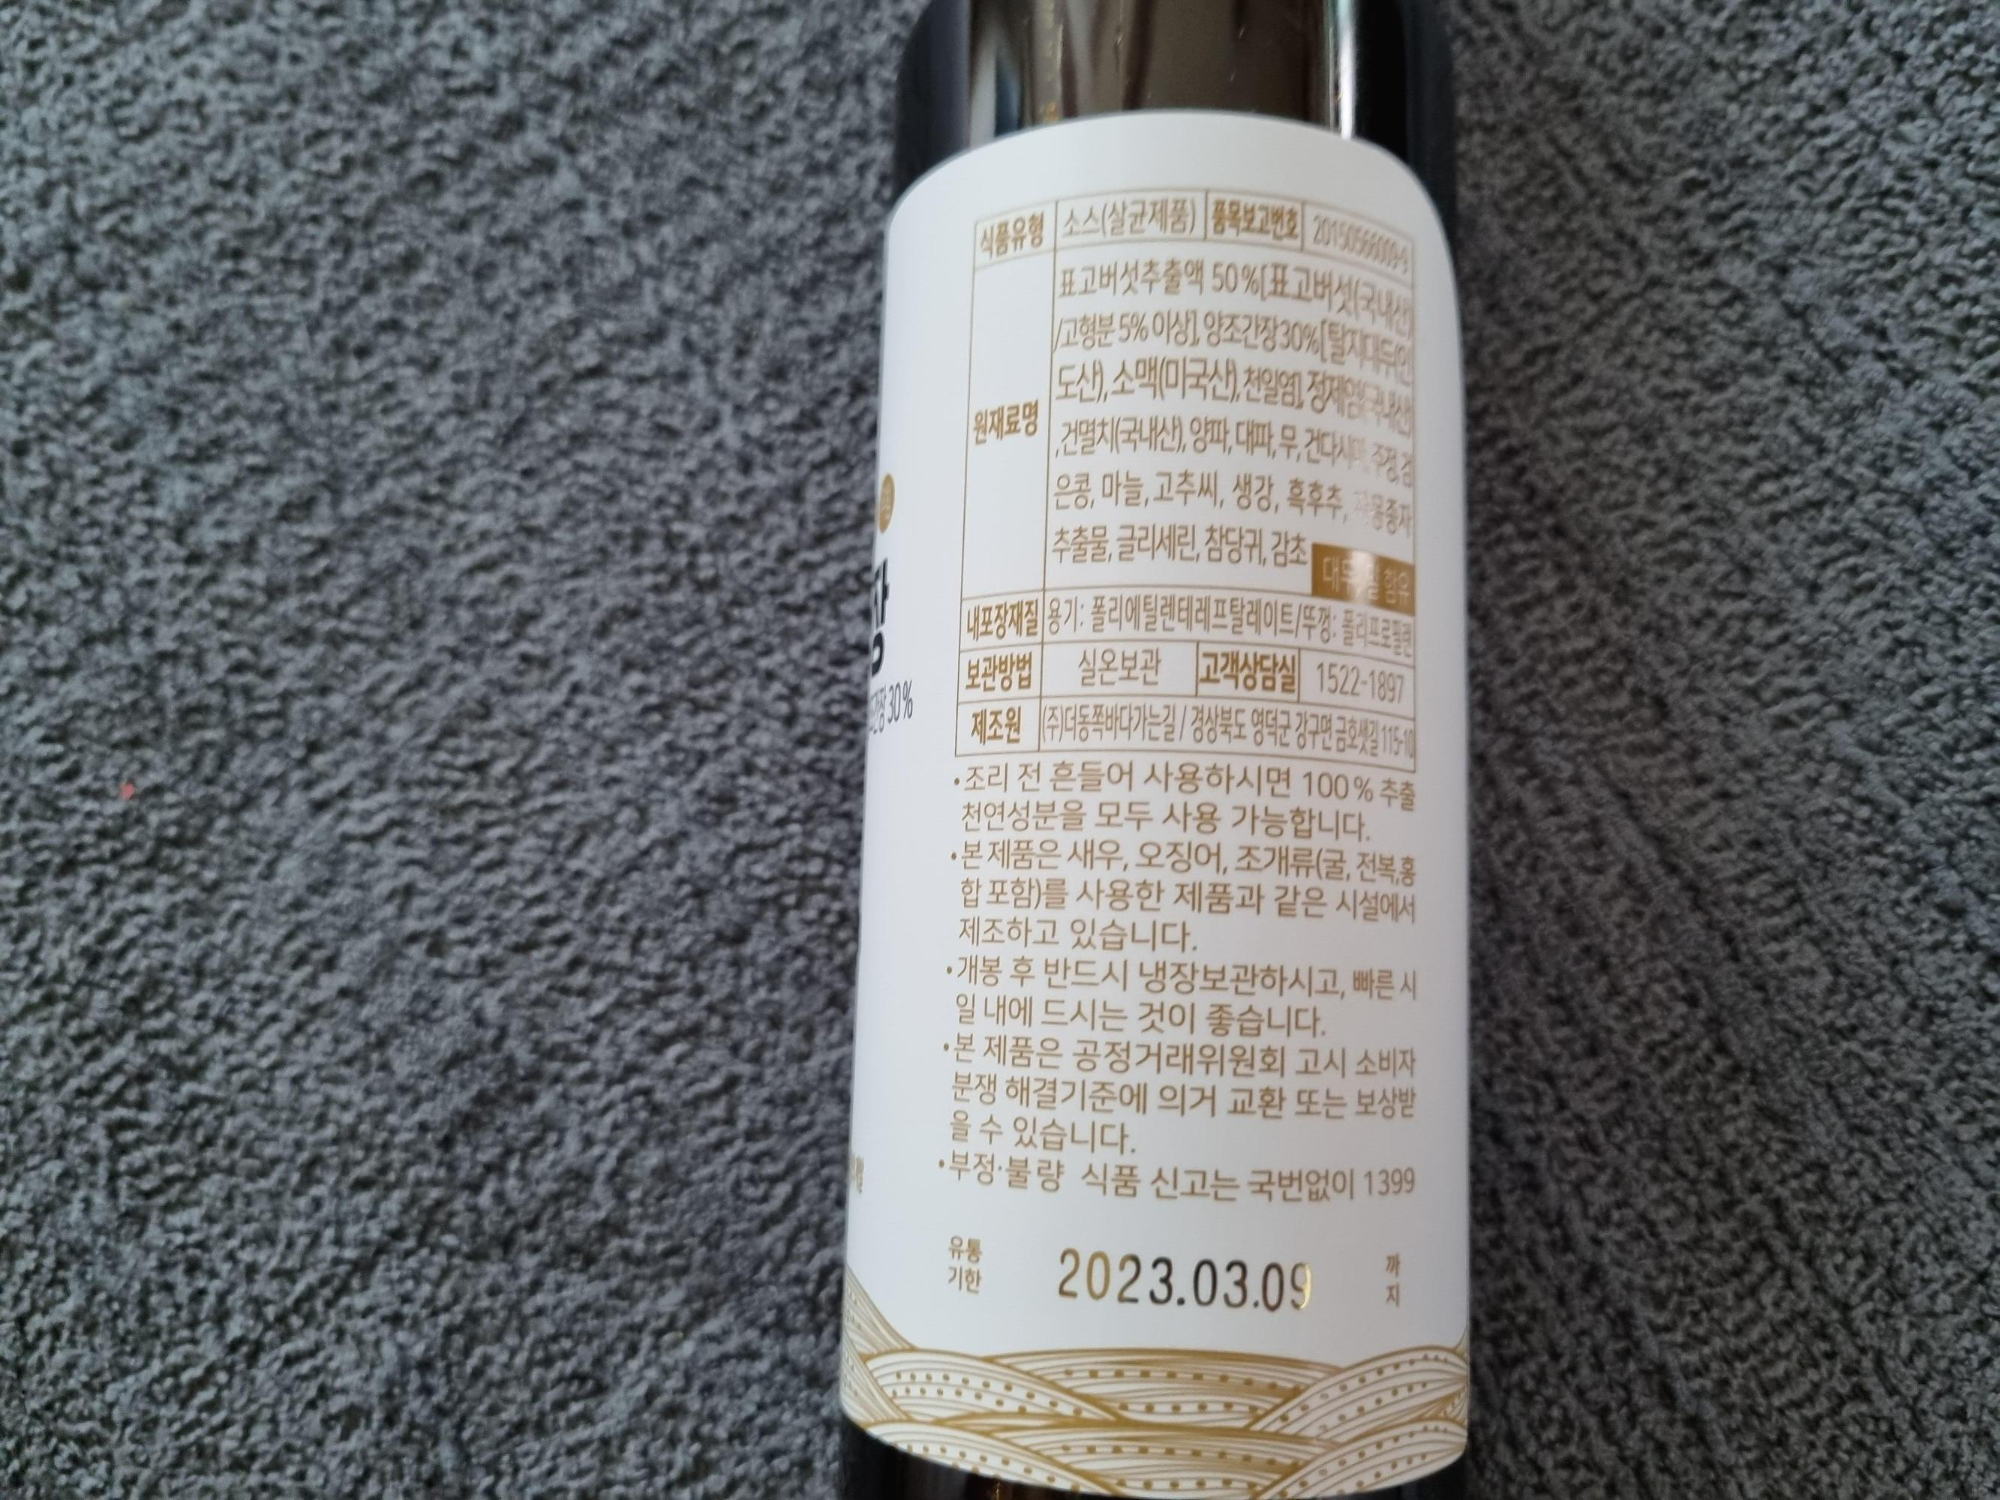 식품유형 소스(살균제품) 품목보고번호 20150566009-9
원재료명
표고버섯추출액 50%[표고버섯(국내산)
/고형분 5% 이상], 양조간장30%[탈지대두(인
도산), 소맥(미국산), 천일염], 정제염(국내산)
,건멸치(국내산), 양파, 대파, 무, 건다시마, 주정, 검
은콩, 마늘, 고추씨, 생강, 흑후추,
추출물, 글리세린, 참당귀, 감초
함유
내포장재질 용기: 폴리에틸렌테레프탈레이트/뚜껑: 폴리프로필렌
보관방법 실온보관 고객상담실 1522-1897
제조원 (주)더동쪽바다가는길 / 경상북도 영덕군 강구면 금호샛길 115-10
•조리 전 흔들어 사용하시면 100% 추출
천연성분을 모두 사용 가능합니다.
•본 제품은 새우, 오징어, 조개류(굴, 전복,홍
합 포함)를 사용한 제품과 같은 시설에서
제조하고 있습니다.
•개봉 후 반드시 냉장보관하시고, 빠른 시
일 내에 드시는 것이 좋습니다.
•본 제품은 공정거래위원회 고시 소비자
분쟁 해결기준에 의거 교환 또는 보상받
을 수 있습니다.
•부정·불량 식품 신고는 국번없이 1399
유통
기한
2023.03.09
까
지
장
간장 30%